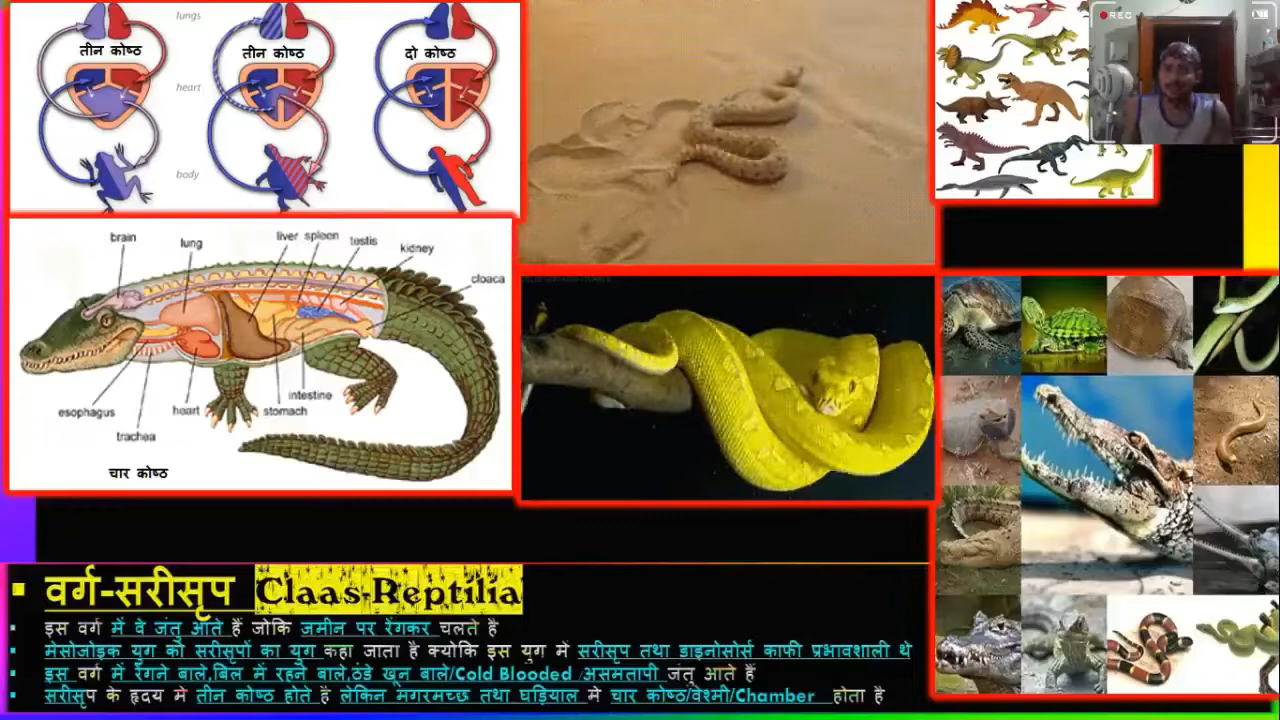 lungs
तीन कोष्ठ
तीन कोष्ठ
दो कोष्ठ
heart
body
REC
brain
lung
liver
spleen
testis
kidney
cloaca
esophagus
trachea
heart
stomach
intestine
चार कोष्ठ
वर्ग-सरीसृप Claas-Reptilia
इस वर्ग में वे जंतु आते हैं जोकि जमीन पर रेंगकर चलते है
मेसोजोइक युग को सरीसृपों का युग कहा जाता है क्योकि इस युग में सरीसृप तथा डाइनोसोर्स काफी प्रभावशाली थे
इस वर्ग में रेंगने बाले,बिल में रहने बाले,ठंडे खून बाले/Cold Blooded /असमतापी जंतु आते हैं
सरीसृप के हृदय में तीन कोष्ठ होते है लेकिन मगरमच्छ तथा घड़ियाल मे चार कोष्ठ/वेश्मी/Chamber होता है